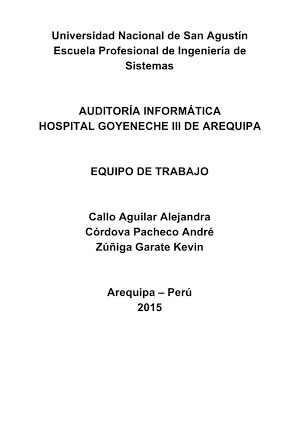 Universidad Nacional de San Agustín
Escuela Profesional de Ingeniería de
Sistemas
AUDITORÍA INFORMÁTICA
HOSPITAL GOYENECHE III DE AREQUIPA
EQUIPO DE TRABAJO
Callo Aguilar Alejandra
Córdova Pacheco André
Zúñiga Garate Kevin
Arequipa – Perú
2015